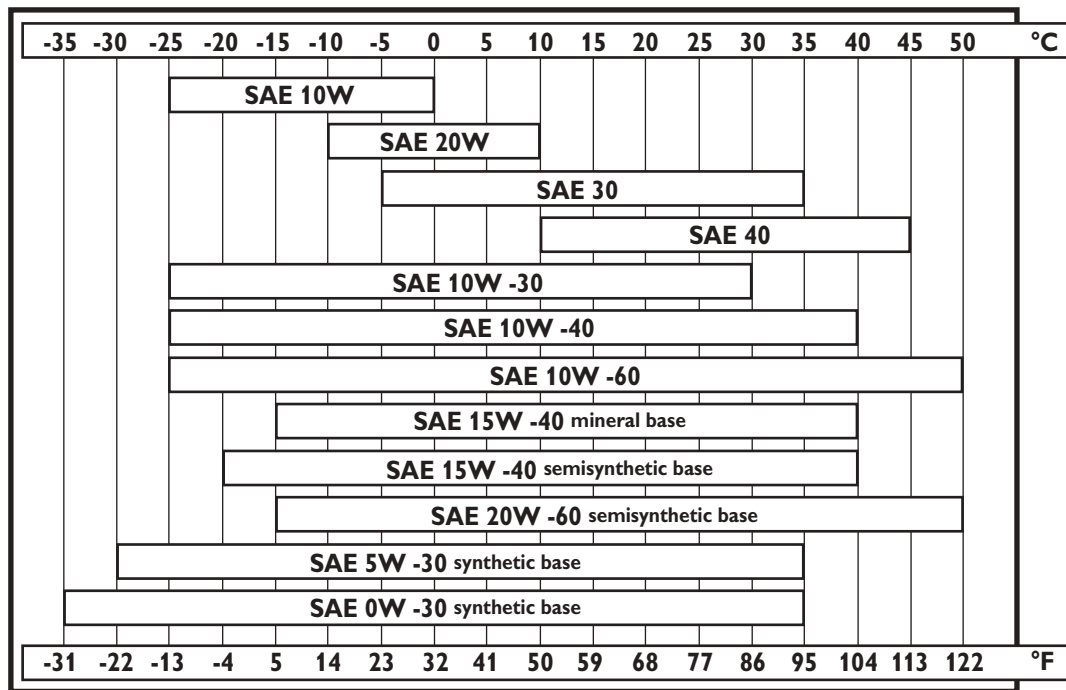 -35 -30 -25 -20 -15 -10 -5 0 5 10 15 20 25 30 35 40 45 50 °C
SAE 10W
SAE 20W
SAE 30
SAE 40
SAE 10W -30
SAE 10W -40
SAE 10W -60
SAE 15W -40 mineral base
SAE 15W -40 semisynthetic base
SAE 20W -60 semisynthetic base
SAE 5W -30 synthetic base
SAE 0W -30 synthetic base
-31 -22 -13 -4 5 14 23 32 41 50 59 68 77 86 95 104 113 122 °F